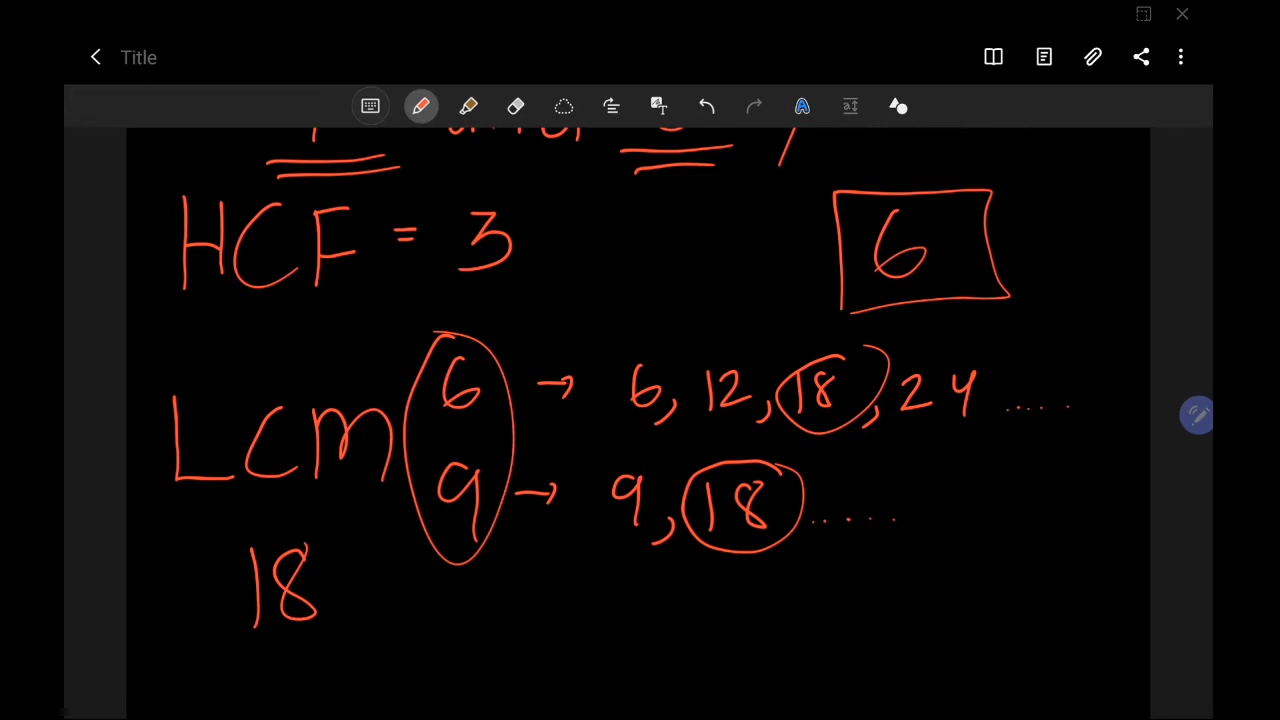 Title
HCF = 3
6
6 → 6, 12, 18, 24 .....
LCM
9 → 9, 18 .....
18